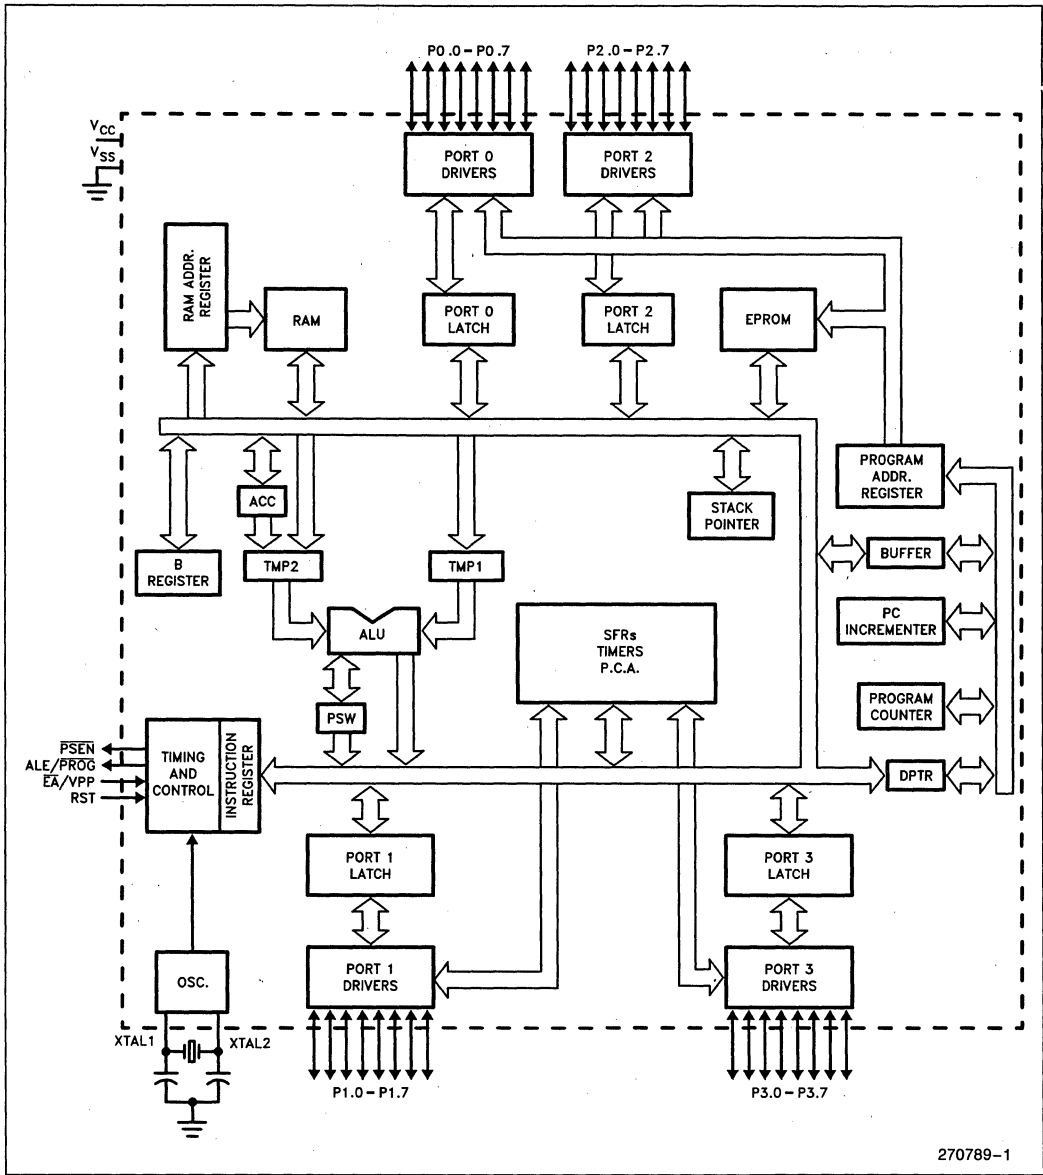 P0.0–P0.7
P2.0–P2.7
VCC
VSS
PORT 0
DRIVERS
PORT 2
DRIVERS
RAM ADDR.
REGISTER
RAM
PORT 0
LATCH
PORT 2
LATCH
EPROM
PROGRAM
ADDR.
REGISTER
ACC
STACK
POINTER
B
REGISTER
TMP2
TMP1
BUFFER
ALU
SFRs
TIMERS
P.C.A.
PC
INCREMENTER
PSW
PROGRAM
COUNTER
PSEN
ALE/PROG
EA/VPP
RST
TIMING
AND
CONTROL
INSTRUCTION
REGISTER
DPTR
PORT 1
LATCH
PORT 3
LATCH
OSC.
PORT 1
DRIVERS
PORT 3
DRIVERS
XTAL1
XTAL2
P1.0–P1.7
P3.0–P3.7
270789–1